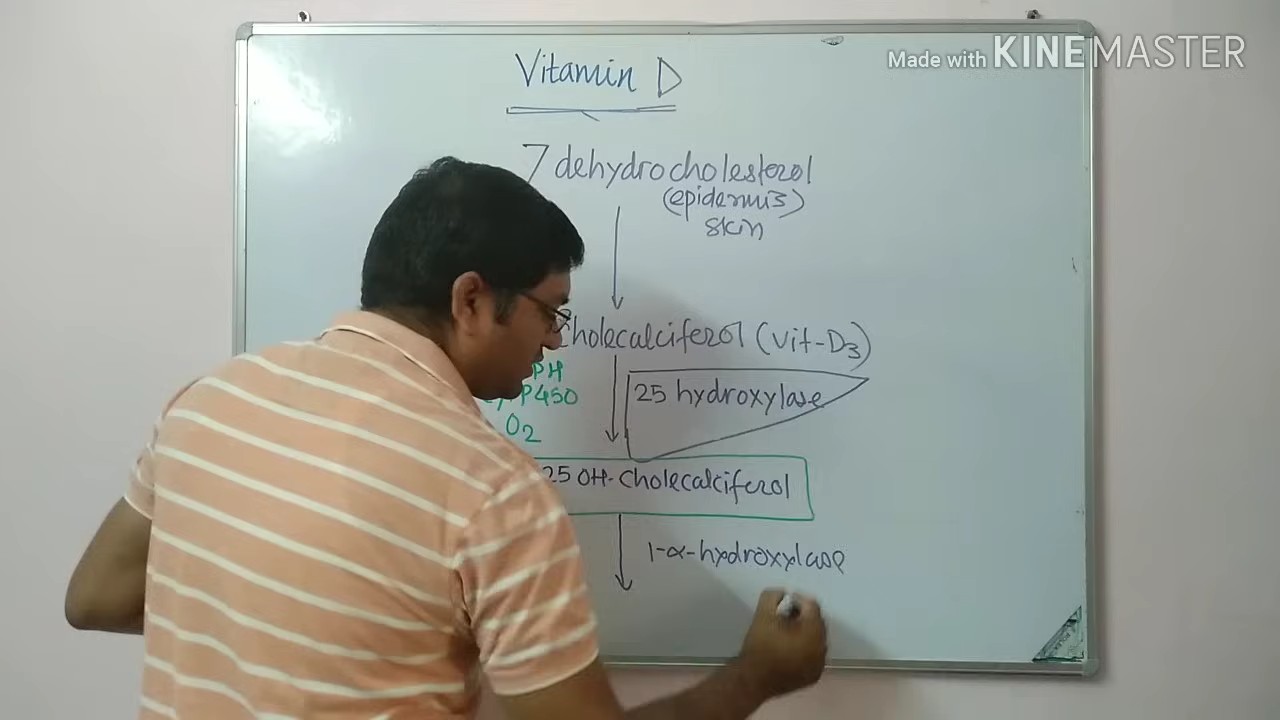 Made with KINEMASTER
Vitamin D
7 dehydrocholesterol
(epidermis)
skin
Cholecalciferol (vit-D3)
PH
P450
25 hydroxylase
O2
25 OH-Cholecalciferol
1-α-hydroxylase